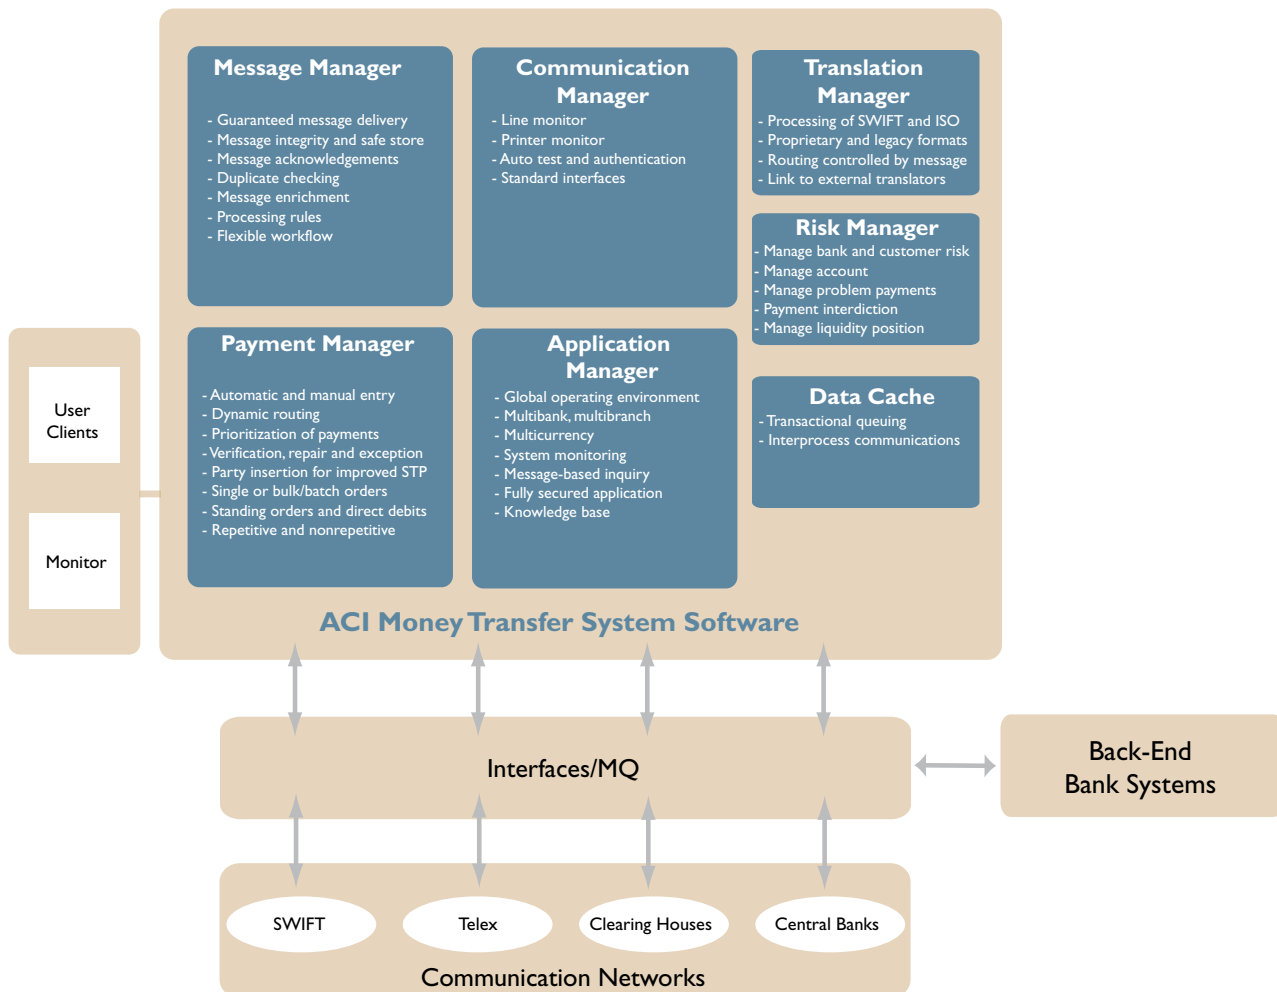 Message Manager
- Guaranteed message delivery
- Message integrity and safe store
- Message acknowledgements
- Duplicate checking
- Message enrichment
- Processing rules
- Flexible workflow
Communication
Manager
- Line monitor
- Printer monitor
- Auto test and authentication
- Standard interfaces
Translation
Manager
- Processing of SWIFT and ISO
- Proprietary and legacy formats
- Routing controlled by message
- Link to external translators
Risk Manager
- Manage bank and customer risk
- Manage account
- Manage problem payments
- Payment interdiction
- Manage liquidity position
Payment Manager
- Automatic and manual entry
- Dynamic routing
- Prioritization of payments
- Verification, repair and exception
- Party insertion for improved STP
- Single or bulk/batch orders
- Standing orders and direct debits
- Repetitive and nonrepetitive
Application
Manager
- Global operating environment
- Multibank, multibranch
- Multicurrency
- System monitoring
- Message-based inquiry
- Fully secured application
- Knowledge base
Data Cache
- Transactional queuing
- Interprocess communications
User
Clients
Monitor
ACI Money Transfer System Software
Interfaces/MQ
Back-End
Bank Systems
SWIFT
Telex
Clearing Houses
Central Banks
Communication Networks